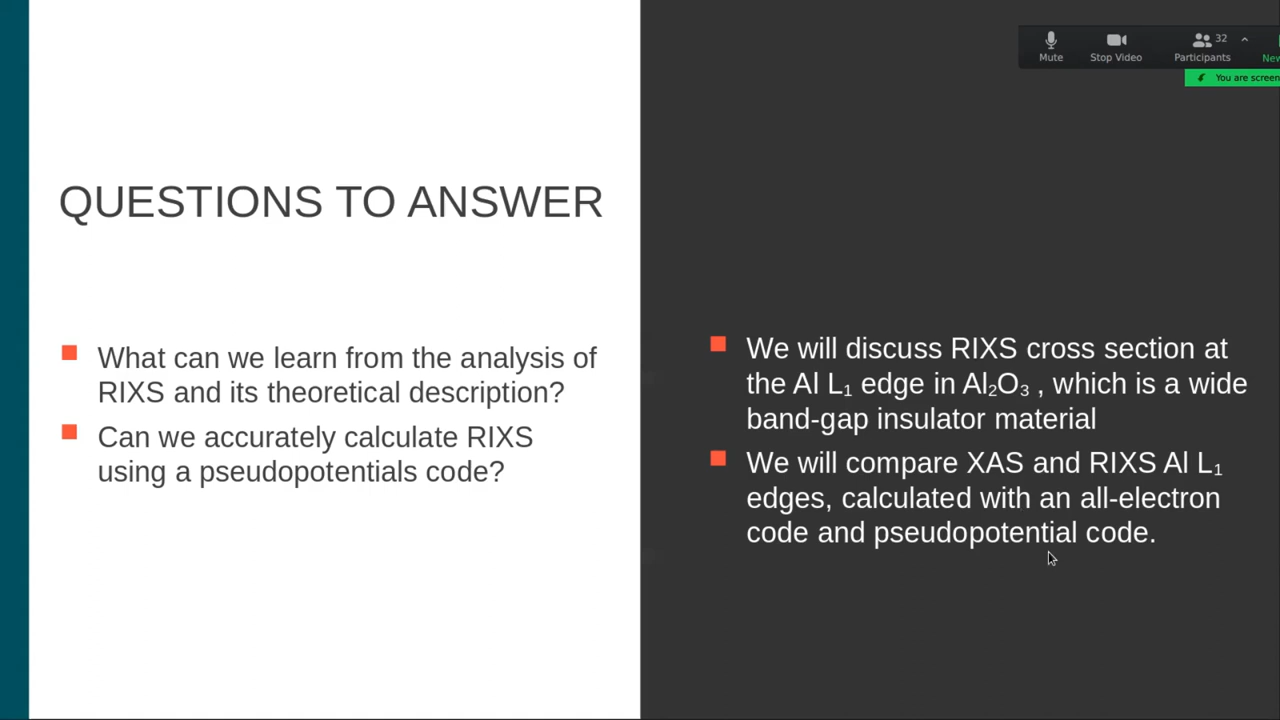 32
Mute
Stop Video
Participants
You are screen
QUESTIONS TO ANSWER
What can we learn from the analysis of
RIXS and its theoretical description?
Can we accurately calculate RIXS
using a pseudopotentials code?
We will discuss RIXS cross section at
the Al L₁ edge in Al₂O₃ , which is a wide
band-gap insulator material
We will compare XAS and RIXS Al L₁
edges, calculated with an all-electron
code and pseudopotential code.